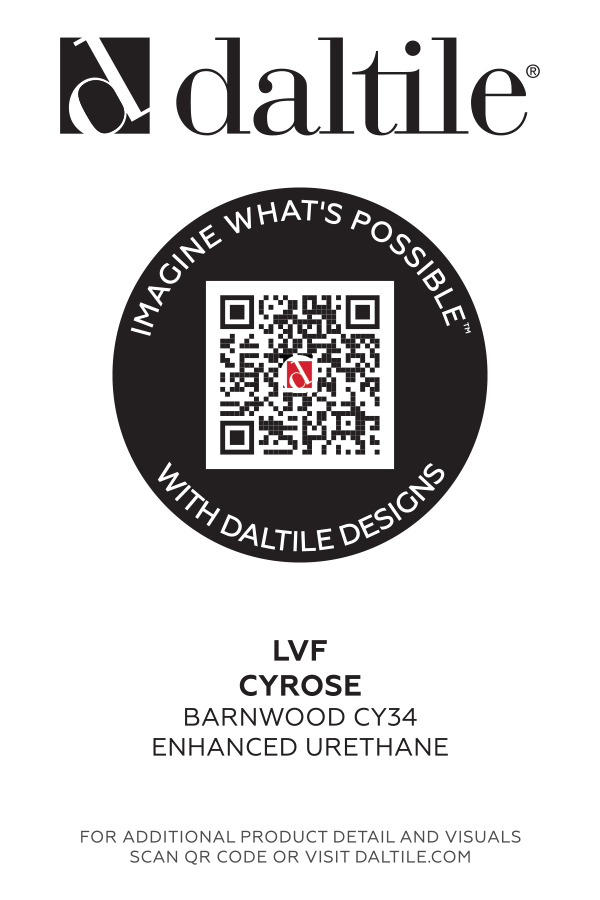 daltile®
IMAGINE WHAT'S POSSIBLE™
WITH DALTILE DESIGNS
LVF
CYROSE
BARNWOOD CY34
ENHANCED URETHANE
FOR ADDITIONAL PRODUCT DETAIL AND VISUALS
SCAN QR CODE OR VISIT DALTILE.COM